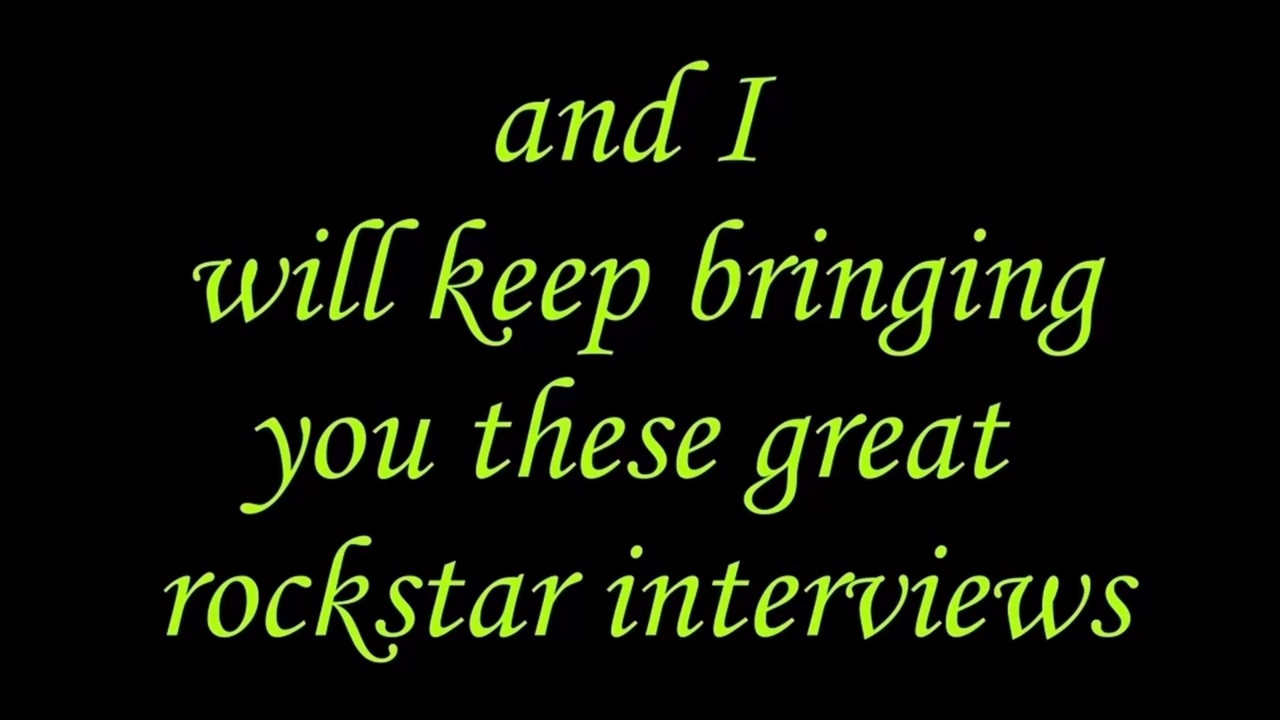 and I
will keep bringing
you these great
rockstar interviews